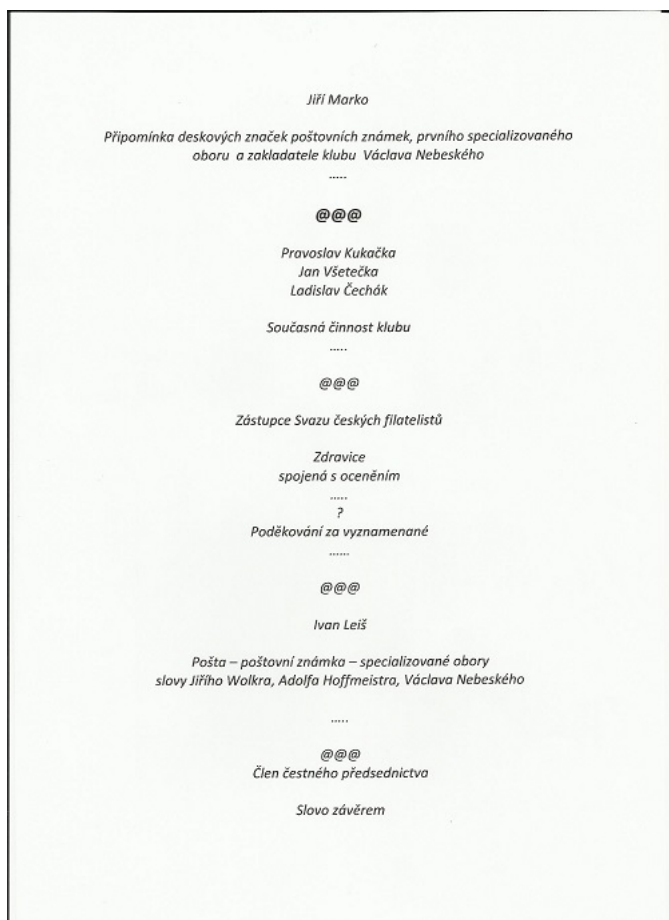 Jiří Marko
Připomínka deskových značek poštovních známek, prvního specializovaného
oboru a zakladatele klubu Václava Nebeského
.....
@@@
Pravoslav Kukačka
Jan Všetečka
Ladislav Čechák
Současná činnost klubu
.....
@@@
Zástupce Svazu českých filatelistů
Zdravice
spojená s oceněním
.....
?
Poděkování za vyznamenané
......
@@@
Ivan Leiš
Pošta – poštovní známka – specializované obory
slovy Jiřího Wolkra, Adolfa Hoffmeistra, Václava Nebeského
.....
@@@
Člen čestného předsednictva
Slovo závěrem